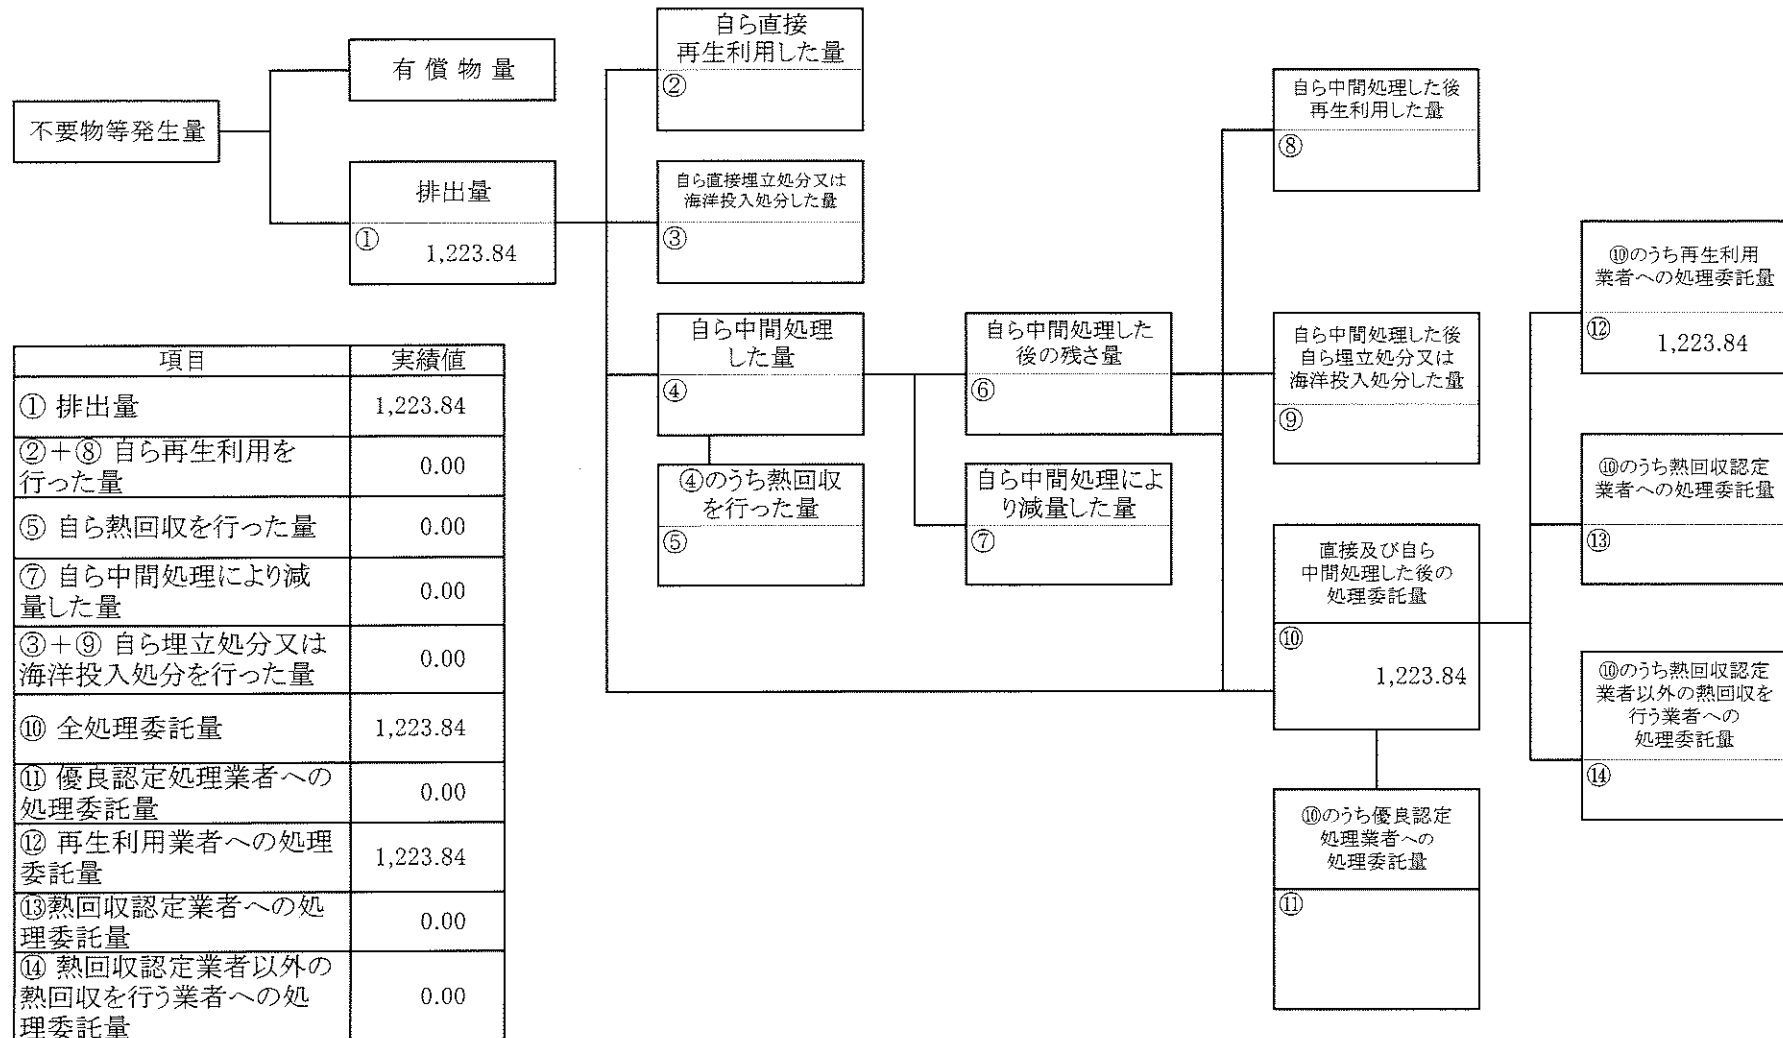 不要物等発生量
有償物量
排出量
①
1,223.84
自ら直接
再生利用した量
②
自ら直接埋立処分又は
海洋投入処分した量
③
自ら中間処理
した量
④
④のうち熱回収
を行った量
⑤
自ら中間処理した
後の残さ量
⑥
自ら中間処理によ
り減量した量
⑦
自ら中間処理した後
再生利用した量
⑧
自ら中間処理した後
自ら埋立処分又は
海洋投入処分した量
⑨
直接及び自ら
中間処理した後の
処理委託量
⑩
1,223.84
⑩のうち優良認定
処理業者への
処理委託量
⑪
⑩のうち再生利用
業者への処理委託量
⑫
1,223.84
⑩のうち熱回収認定
業者への処理委託量
⑬
⑩のうち熱回収認定
業者以外の熱回収を
行う業者への
処理委託量
⑭
項目 実績値
① 排出量 1,223.84
②+⑧ 自ら再生利用を
行った量 0.00
⑤ 自ら熱回収を行った量 0.00
⑦ 自ら中間処理により減
量した量 0.00
③+⑨ 自ら埋立処分又は
海洋投入処分を行った量 0.00
⑩ 全処理委託量 1,223.84
⑪ 優良認定処理業者への
処理委託量 0.00
⑫ 再生利用業者への処理
委託量 1,223.84
⑬熱回収認定業者への処
理委託量 0.00
⑭ 熱回収認定業者以外の
熱回収を行う業者への処
理委託量 0.00